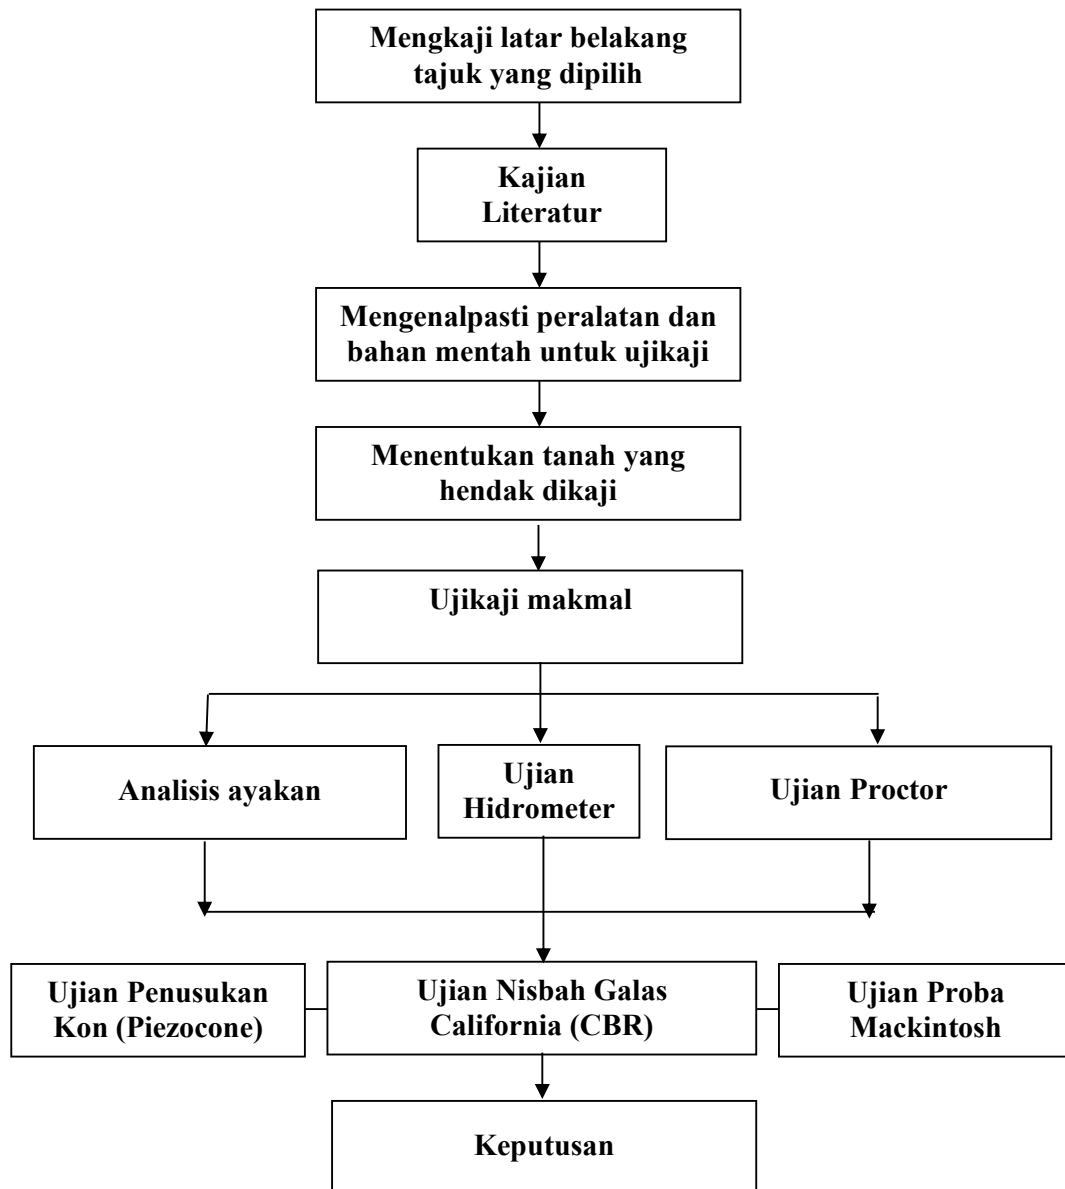 Mengkaji latar belakang
tajuk yang dipilih
Kajian
Literatur
Mengenalpasti peralatan dan
bahan mentah untuk ujikaji
Menentukan tanah yang
hendak dikaji
Ujikaji makmal
Analisis ayakan
Ujian
Hidrometer
Ujian Proctor
Ujian Penusukan
Kon (Piezocone)
Ujian Nisbah Galas
California (CBR)
Ujian Proba
Mackintosh
Keputusan